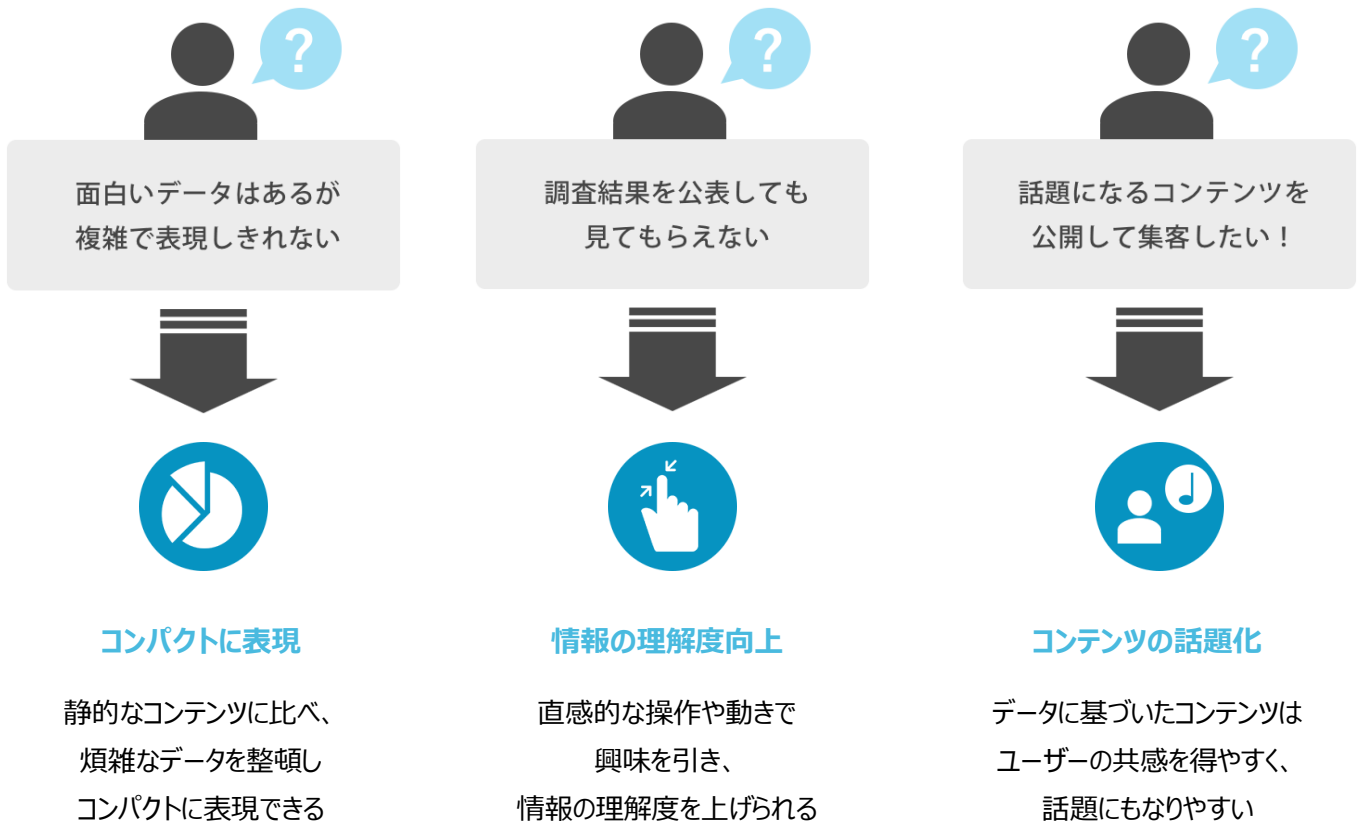 ?
面白いデータはあるが
複雑で表現しきれない
コンパクトに表現
静的なコンテンツに比べ、
煩雑なデータを整頓し
コンパクトに表現できる
?
調査結果を公表しても
見てもらえない
情報の理解度向上
直感的な操作や動きで
興味を引き、
情報の理解度を上げられる
?
話題になるコンテンツを
公開して集客したい！
コンテンツの話題化
データに基づいたコンテンツは
ユーザーの共感を得やすく、
話題にもなりやすい